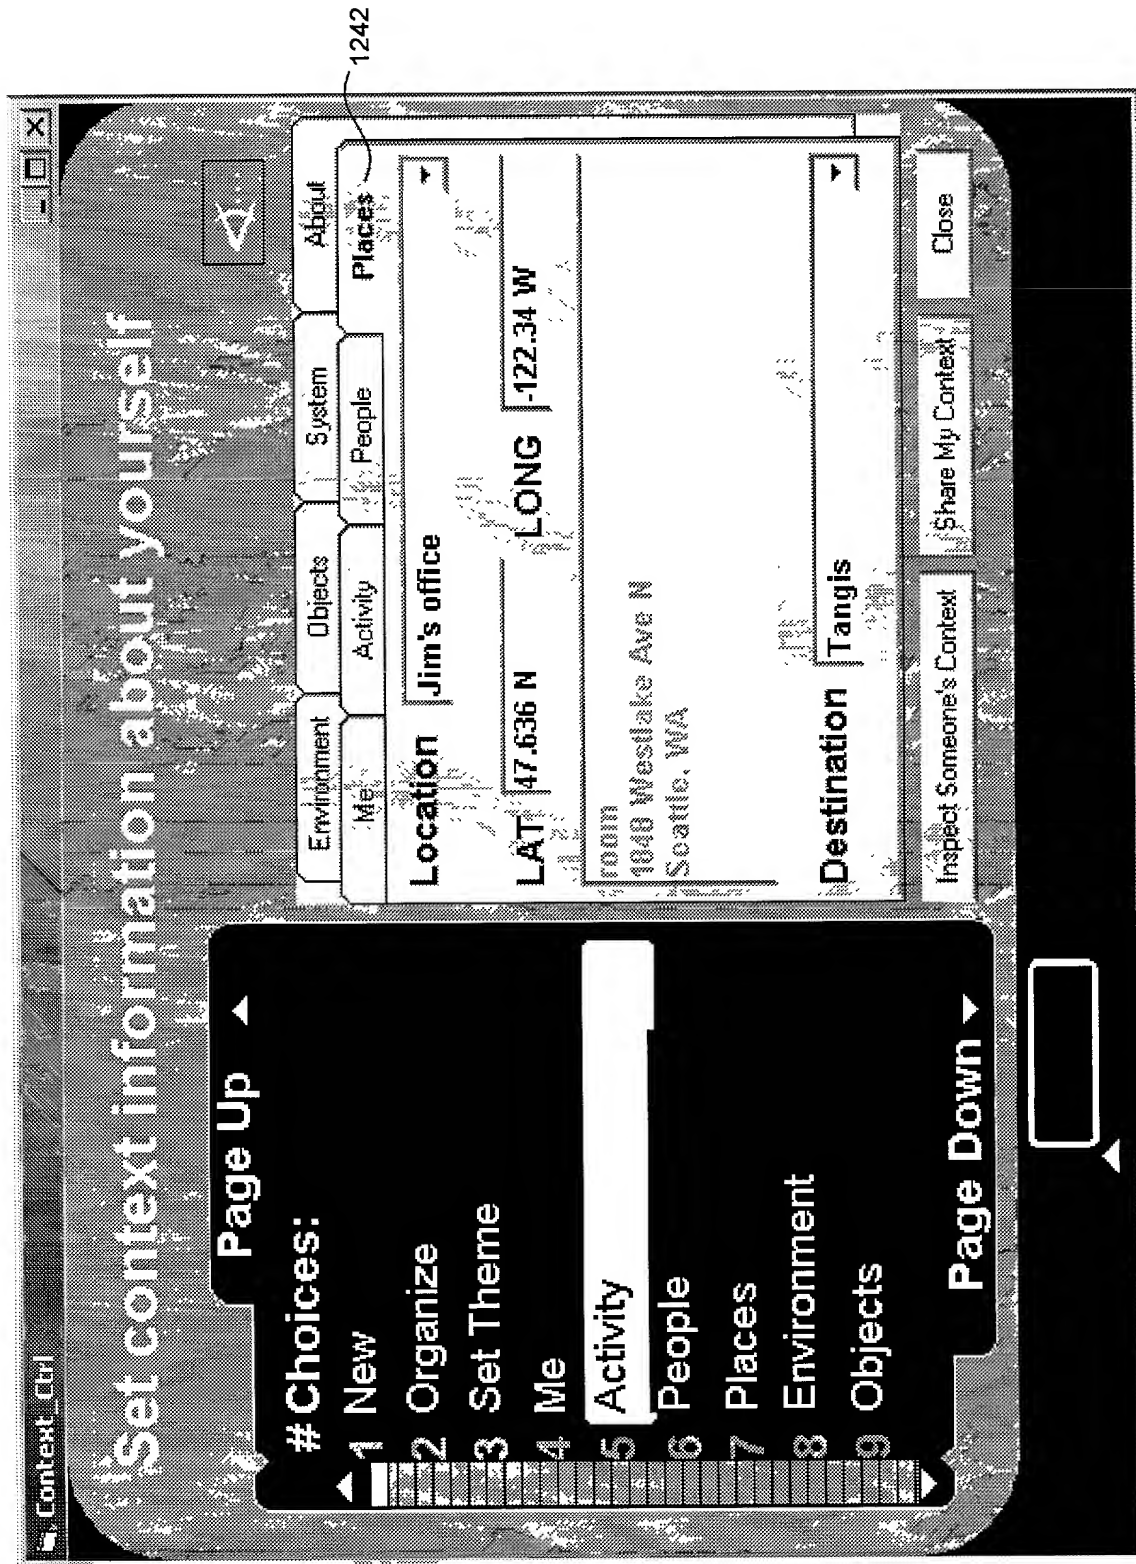 Context_Ctrl
Set context information about yourself
Page Up
# Choices:
1 New
2 Organize
3 Set Theme
4 Me
5 Activity
6 People
7 Places
8 Environment
9 Objects
Page Down
Environment Objects System About
Me Activity People Places
1242
Location Jim's office
LAT 47.636 N LONG -122.34 W
room
1840 Westlake Ave N
Seattle, WA
Destination Tangis
Inspect Someone's Context Share My Context Close